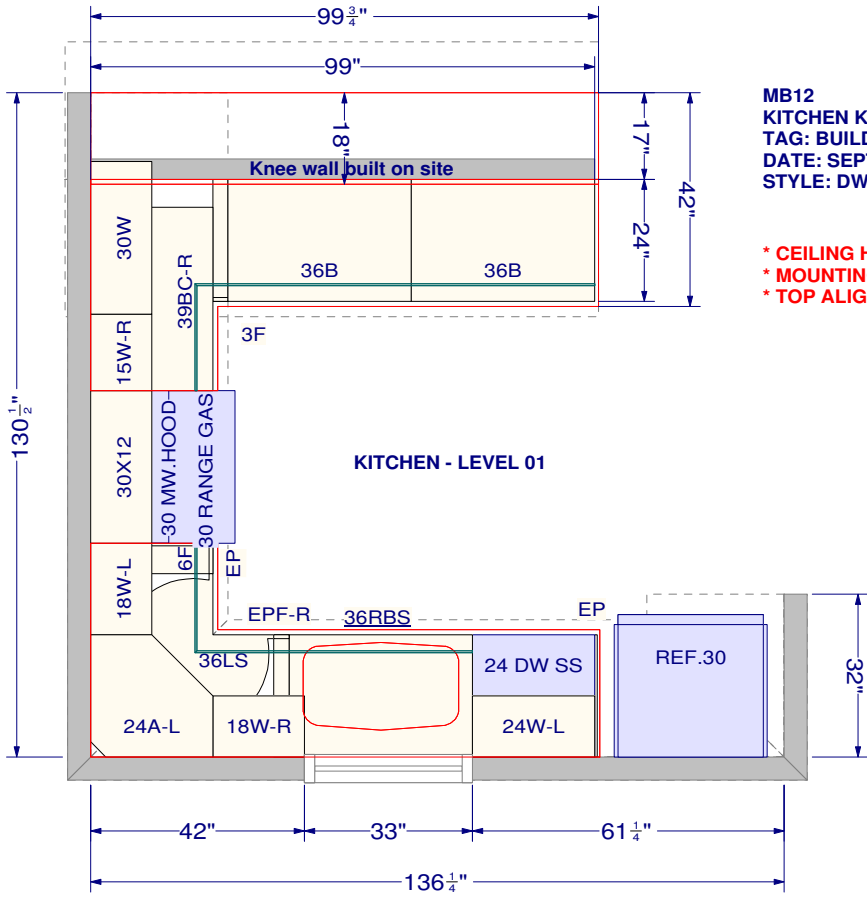 99 3/4"
99"
MB12
KITCHEN K
TAG: BUILD
DATE: SEP
STYLE: DW
18"
17"
42"
Knee wall built on site
30W
39BC-R
36B
36B
24"
* CEILING H
* MOUNTIN
* TOP ALIG
3F
15W-R
130 1/2"
30X12
30 MW.HOOD
30 RANGE GAS
KITCHEN - LEVEL 01
6F
EP
18W-L
EPF-R
36RBS
EP
36LS
24 DW SS
REF.30
32"
24A-L
18W-R
24W-L
42"
33"
61 1/4"
136 1/4"